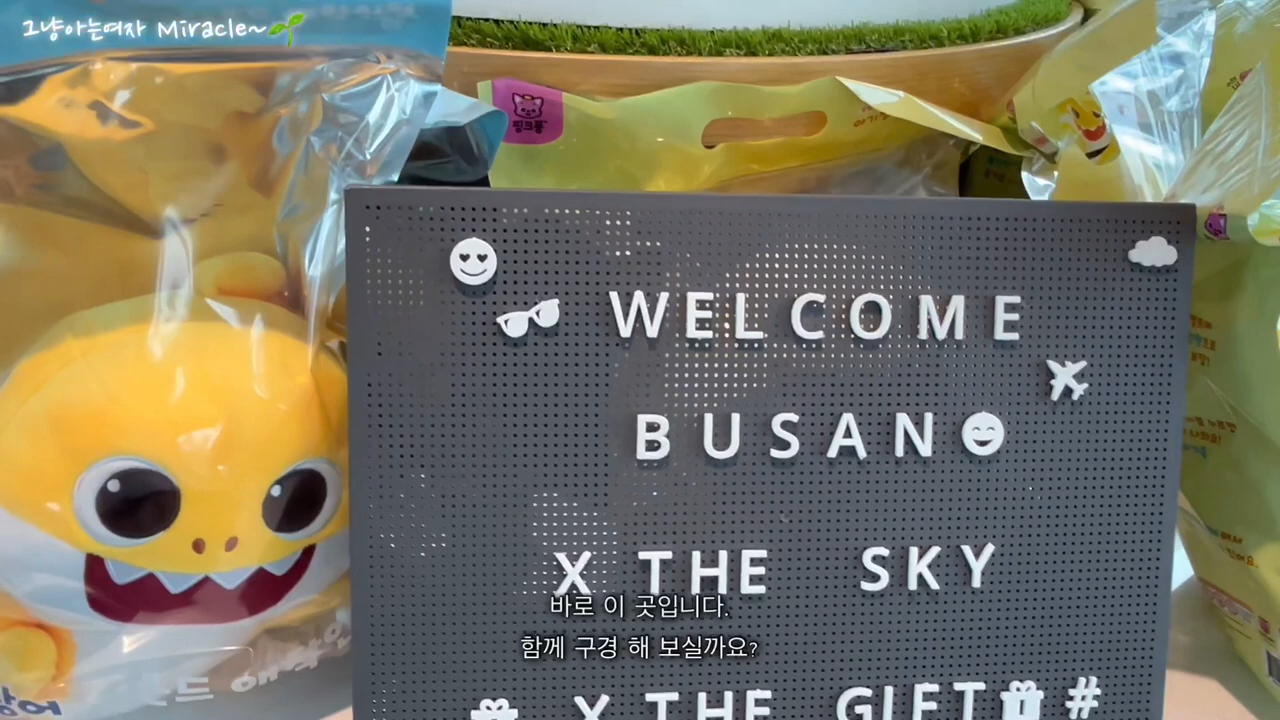 그냥아는여자 Miracle~
핑크퐁
WELCOME
BUSAN
X THE SKY
바로 이 곳입니다.
함께 구경 해 보실까요?
X THE GIFT #